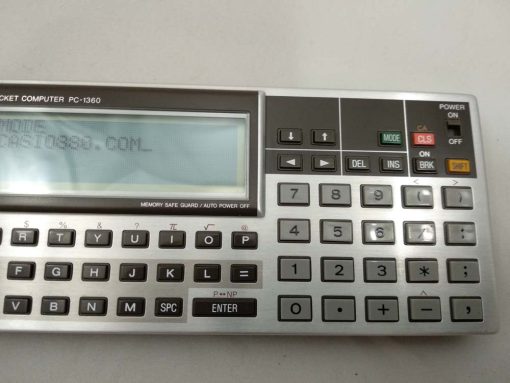 CKET COMPUTER PC-1360
POWER
ON
OFF
MODE
CASIO880.COM_
↓ ↑ MODE CA CLS
◄ ► DEL INS ON BRK SHIFT
MEMORY SAFE GUARD / AUTO POWER OFF
< >
7 8 9 ( )
$ % & ? π √ @
R T Y U I O P
4 5 6 / :
F G H J K L =
1 2 3 * ;
P↔NP ^
V B N M SPC ENTER
0 • + - ,